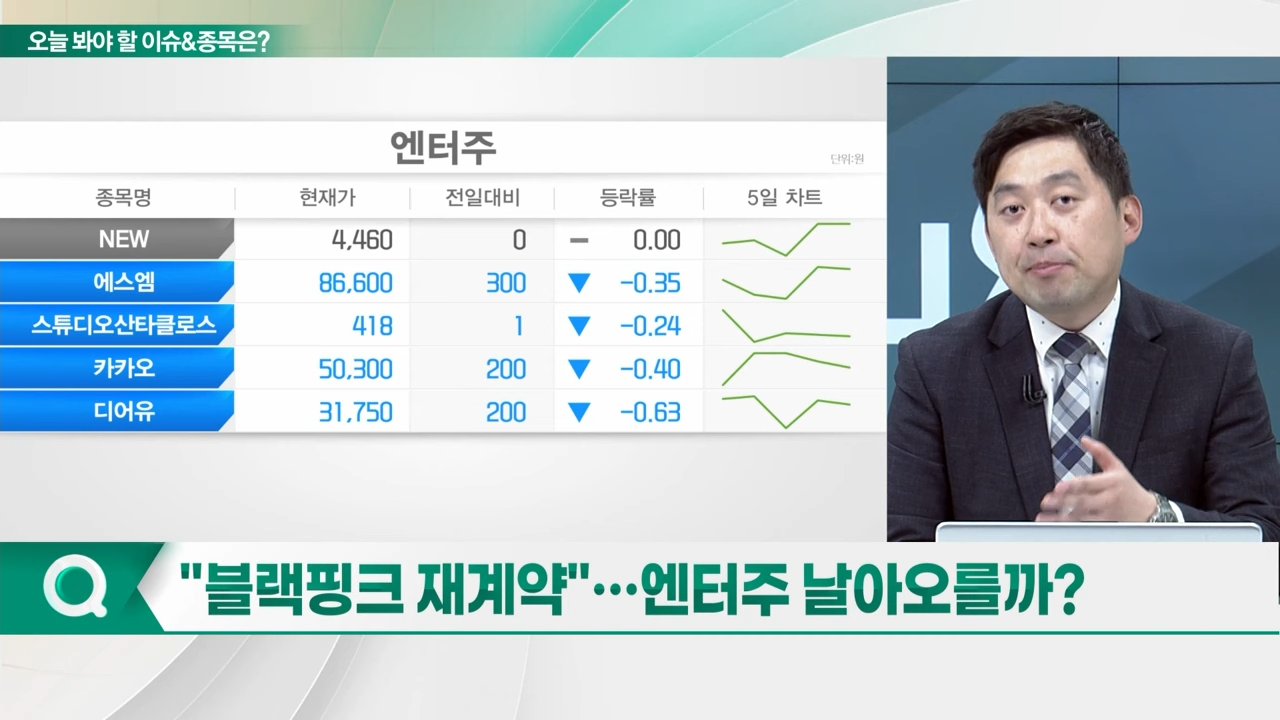 오늘 봐야 할 이슈&종목은?
엔터주
단위:원
종목명 현재가 전일대비 등락률 5일 차트
NEW 4,460 0 - 0.00
에스엠 86,600 300 ▼ -0.35
스튜디오산타클로스 418 1 ▼ -0.24
카카오 50,300 200 ▼ -0.40
디어유 31,750 200 ▼ -0.63
"블랙핑크 재계약"…엔터주 날아오를까?